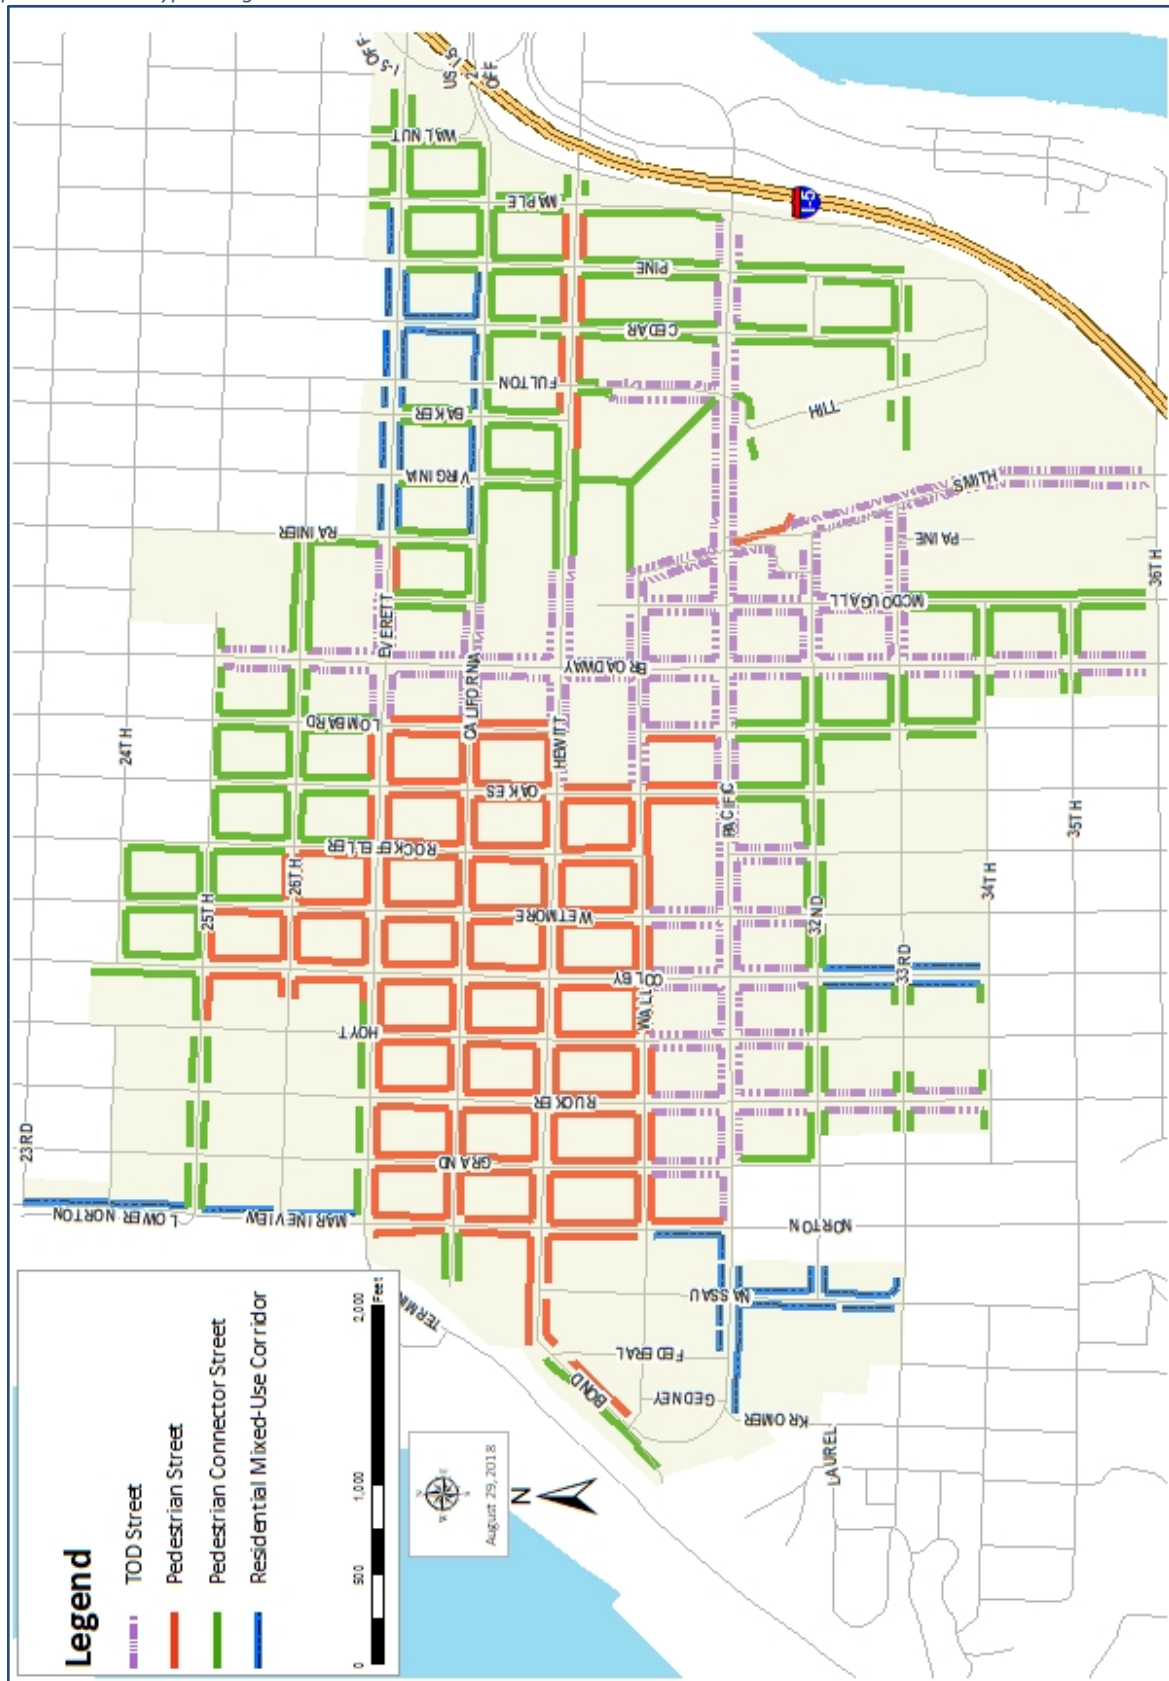 Legend
TOD Street
Pedestrian Street
Pedestrian Connector Street
Residential Mixed-Use Corridor
0
500
1,000
2,000
Feet
August 29, 2018
N
N
E
S
W
I-5 OFF
US 2
I-5
OFF
I-5
WALNUT
MAPLE
PINE
CEDAR
FULTON
BAKER
VIRGINIA
HILL
SMITH
PAINE
RAINIER
MCDOUGALL
36TH
EVERETT
BROADWAY
CALIFORNIA
LOMBARD
24TH
HEWITT
OAKES
PACIFIC
35TH
ROCKEFELLER
26TH
25TH
34TH
WETMORE
32ND
33RD
COLBY
WALL
HOYT
RUCKER
23RD
GRAND
LOWER NORTON
MARINE VIEW
NORTON
NASSAU
FEDERAL
BOND
GEDNEY
KROMER
LAUREL